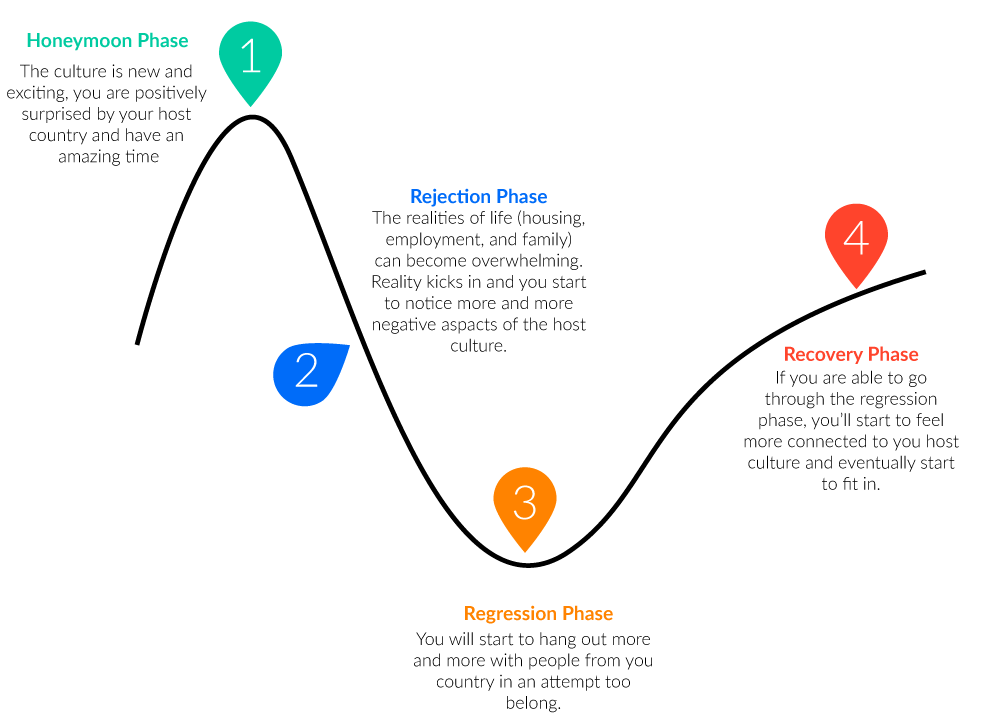 Honeymoon Phase
The culture is new and
exciting, you are positively
surprised by your host
country and have an
amazing time
1
Rejection Phase
The realities of life (housing,
employment, and family)
can become overwhelming.
Reality kicks in and you start
to notice more and more
negative aspacts of the host
culture.
2
3
Regression Phase
You will start to hang out more
and more with people from you
country in an attempt too
belong.
4
Recovery Phase
If you are able to go
through the regression
phase, you'll start to feel
more connected to you host
culture and eventually start
to fit in.